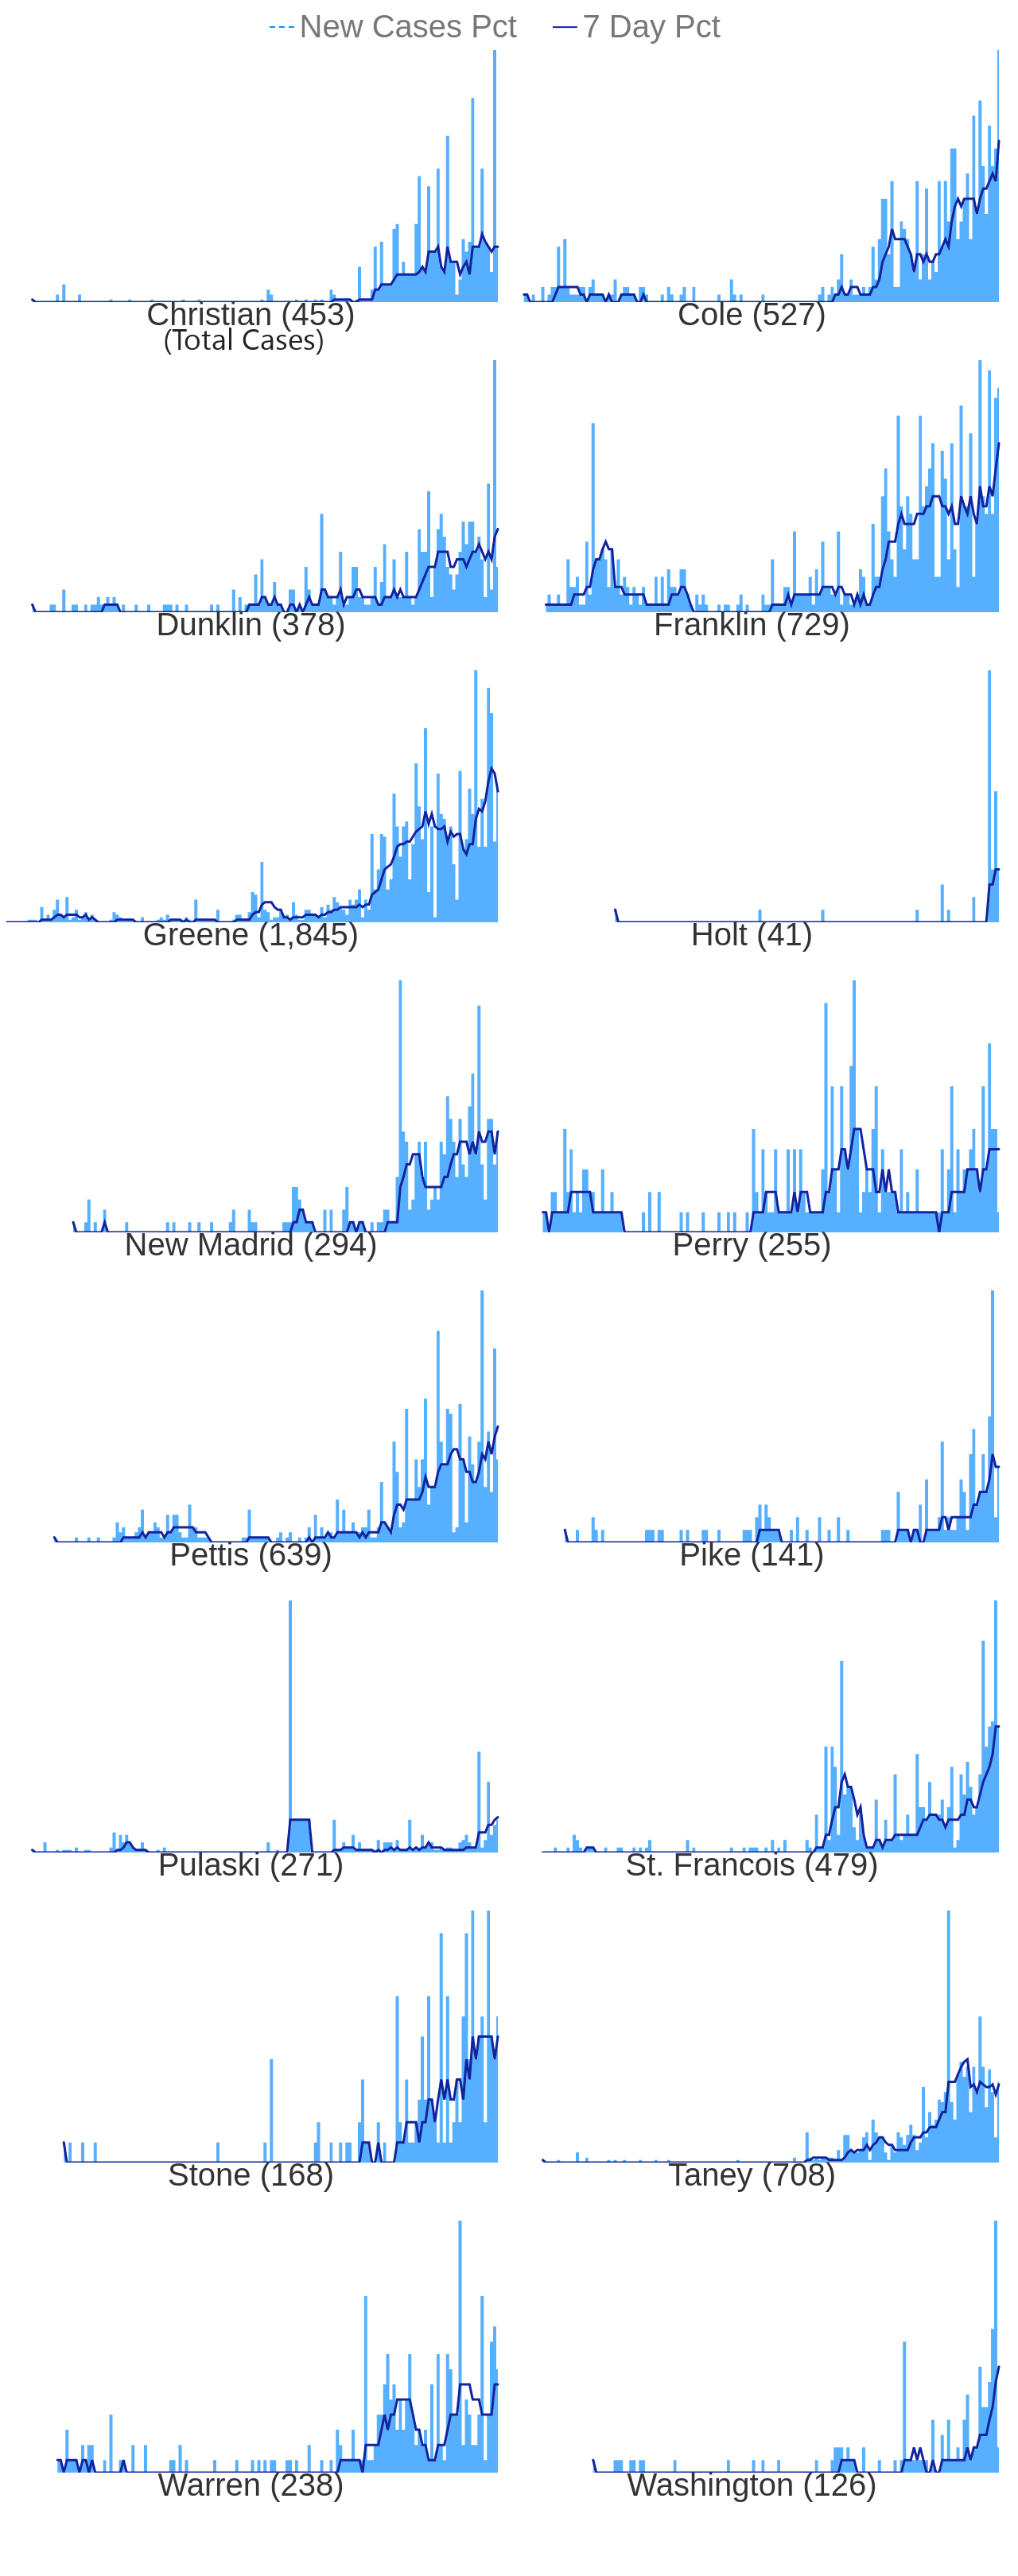 New Cases Pct 7 Day Pct
Christian (453) Cole (527)
(Total Cases)
Dunklin (378) Franklin (729)
Greene (1,845) Holt (41)
New Madrid (294) Perry (255)
Pettis (639) Pike (141)
Pulaski (271) St. Francois (479)
Stone (168) Taney (708)
Warren (238) Washington (126)